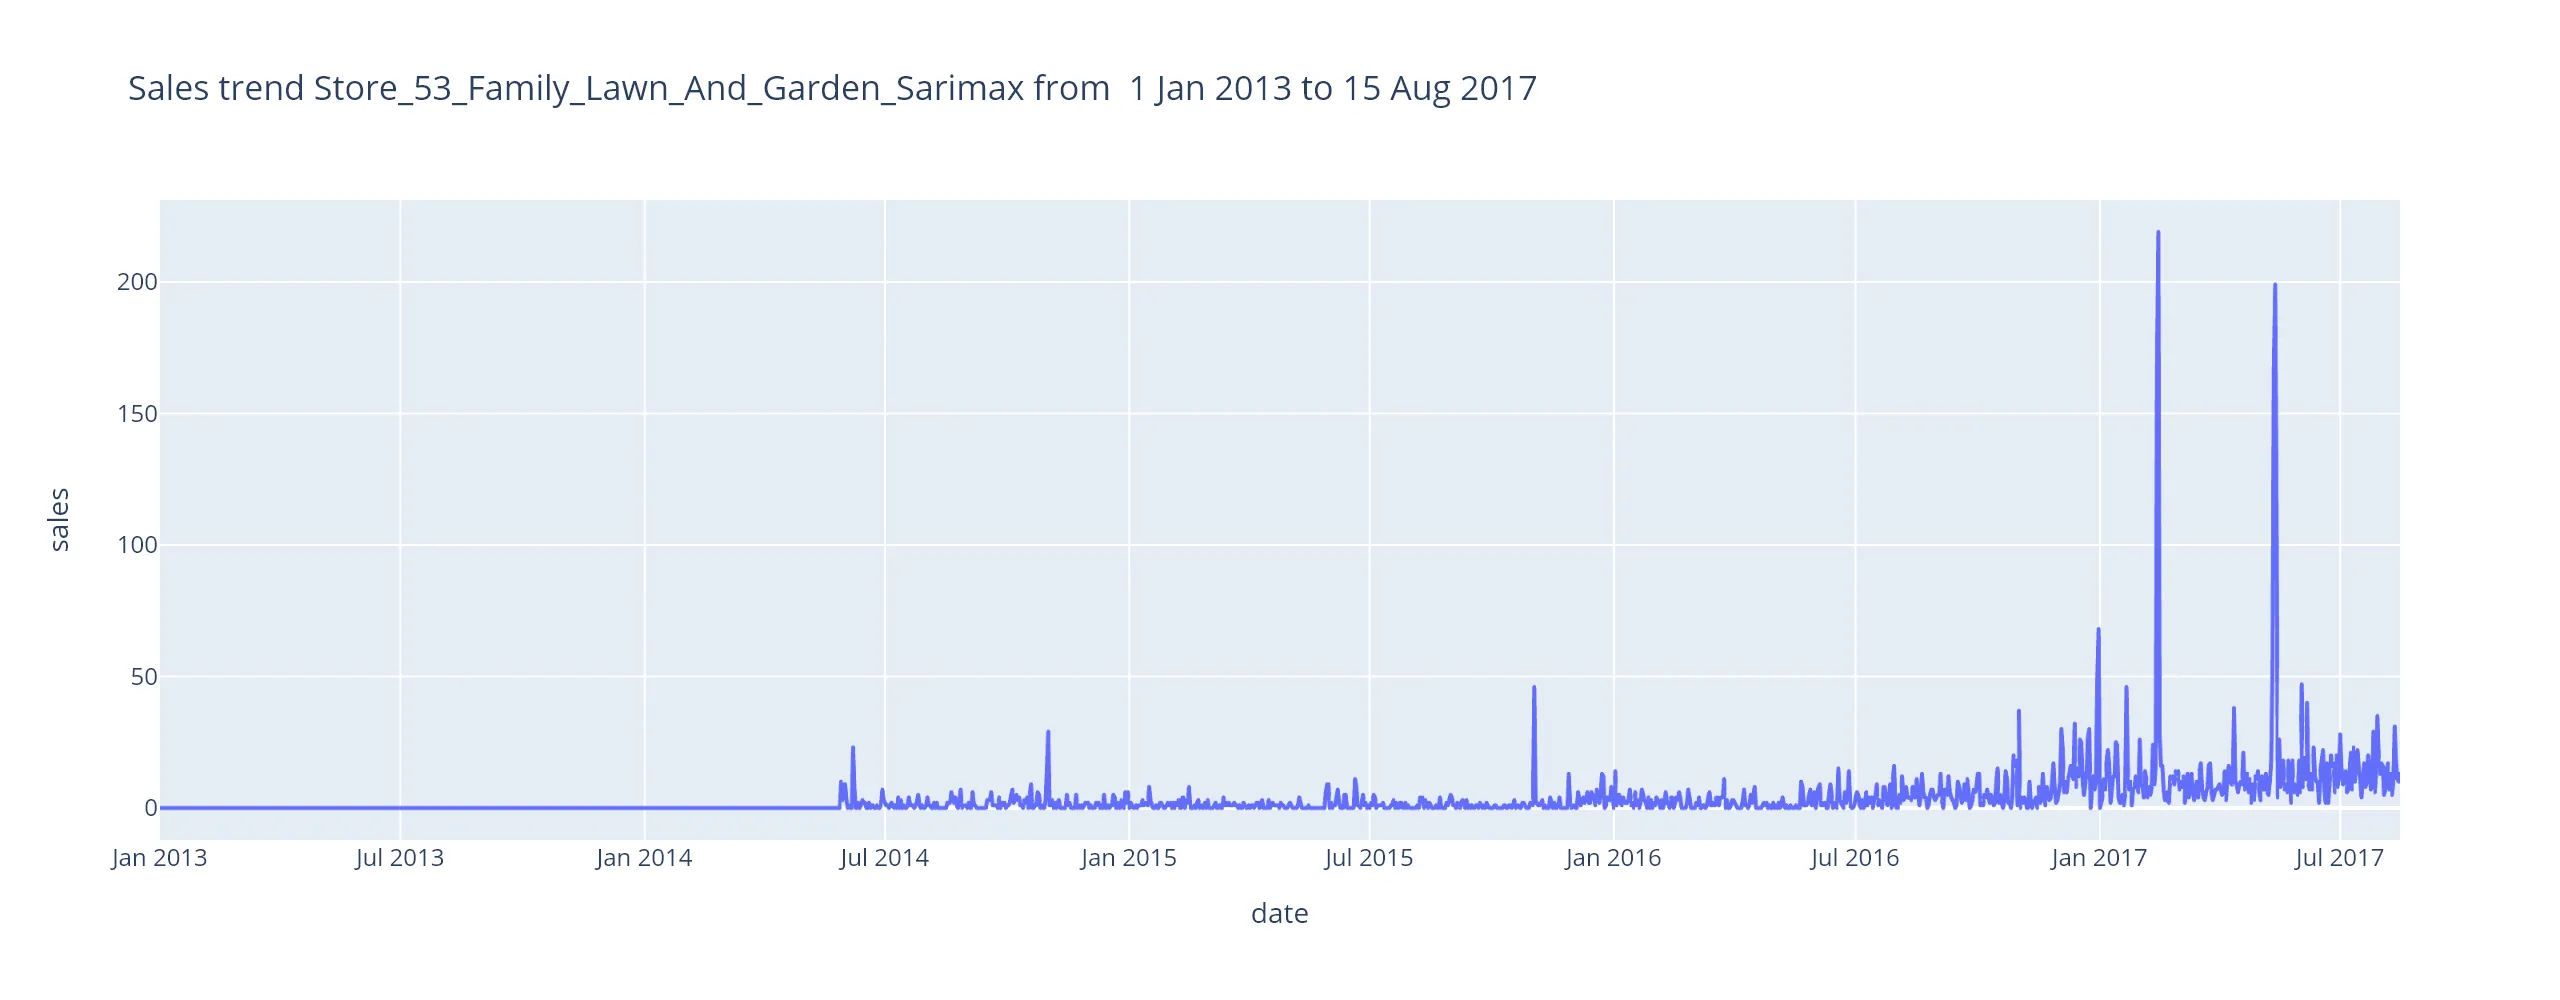 Sales trend Store_53_Family_Lawn_And_Garden_Sarimax from  1 Jan 2013 to 15 Aug 2017
200
150
100
50
0
sales
Jan 2013
Jul 2013
Jan 2014
Jul 2014
Jan 2015
Jul 2015
Jan 2016
Jul 2016
Jan 2017
Jul 2017
date